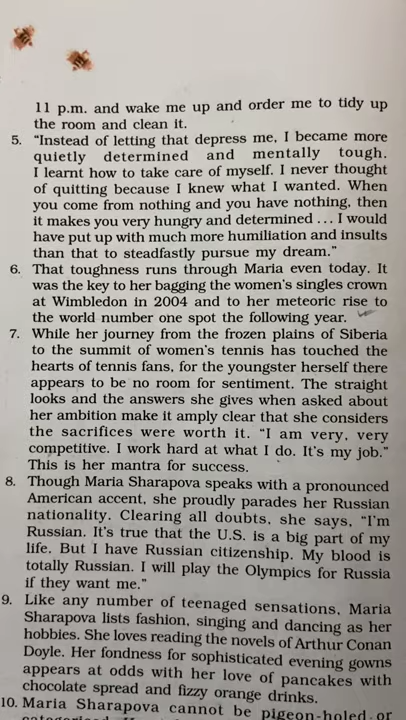 11 p.m. and wake me up and order me to tidy up
the room and clean it.
5. "Instead of letting that depress me, I became more
quietly determined and mentally tough.
I learnt how to take care of myself. I never thought
of quitting because I knew what I wanted. When
you come from nothing and you have nothing, then
it makes you very hungry and determined ... I would
have put up with much more humiliation and insults
than that to steadfastly pursue my dream."
6. That toughness runs through Maria even today. It
was the key to her bagging the women's singles crown
at Wimbledon in 2004 and to her meteoric rise to
the world number one spot the following year.
7. While her journey from the frozen plains of Siberia
to the summit of women's tennis has touched the
hearts of tennis fans, for the youngster herself there
appears to be no room for sentiment. The straight
looks and the answers she gives when asked about
her ambition make it amply clear that she considers
the sacrifices were worth it. "I am very, very
competitive. I work hard at what I do. It's my job."
This is her mantra for success.
8. Though Maria Sharapova speaks with a pronounced
American accent, she proudly parades her Russian
nationality. Clearing all doubts, she says, "I'm
Russian. It's true that the U.S. is a big part of my
life. But I have Russian citizenship. My blood is
totally Russian. I will play the Olympics for Russia
if they want me."
9. Like any number of teenaged sensations, Maria
Sharapova lists fashion, singing and dancing as her
hobbies. She loves reading the novels of Arthur Conan
Doyle. Her fondness for sophisticated evening gowns
appears at odds with her love of pancakes with
chocolate spread and fizzy orange drinks.
10. Maria Sharapova cannot be pigeon-holed or